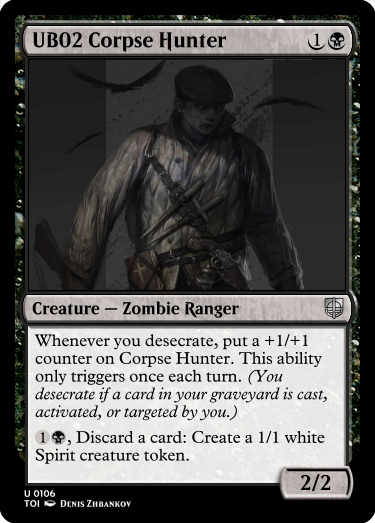 UB02 Corpse Hunter 1
Creature — Zombie Ranger
Whenever you desecrate, put a +1/+1
counter on Corpse Hunter. This ability
only triggers once each turn. (You
desecrate if a card in your graveyard is cast,
activated, or targeted by you.)
1, Discard a card: Create a 1/1 white
Spirit creature token.
2/2
U 0106
TOI Denis Zhbankov